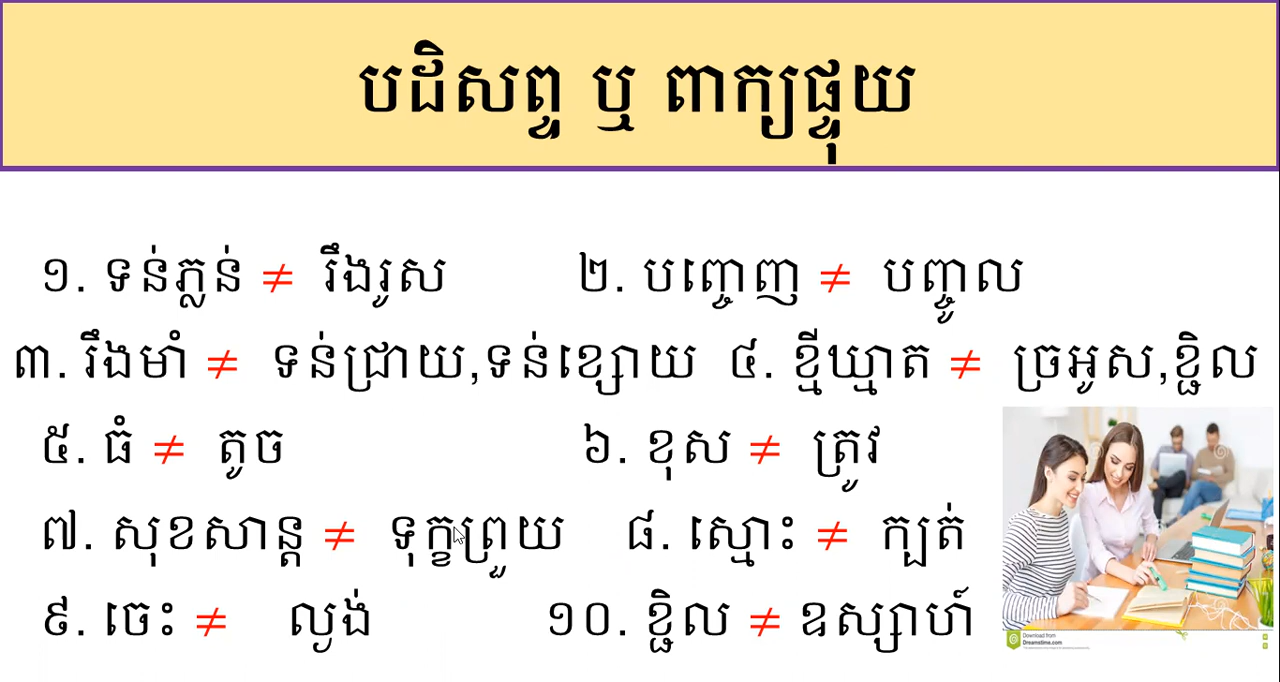 បដិសព្ទ ឬ ពាក្យផ្ទុយ
១. ទន់ភ្លន់ ≠ រឹងរូស ២. បញ្ចេញ ≠ បញ្ចូល
៣. រឹងមាំ ≠ ទន់ជ្រាយ,ទន់ខ្សោយ ៤. ខ្មីឃ្មាត ≠ ច្រអូស,ខ្ជិល
៥. ធំ ≠ តូច ៦. ខុស ≠ ត្រូវ
៧. សុខសាន្ត ≠ ទុក្ខព្រួយ ៨. ស្មោះ ≠ ក្បត់
៩. ចេះ ≠ ល្ងង់ ១០. ខ្ជិល ≠ ឧស្សាហ៍
Download from
Dreamstime.com